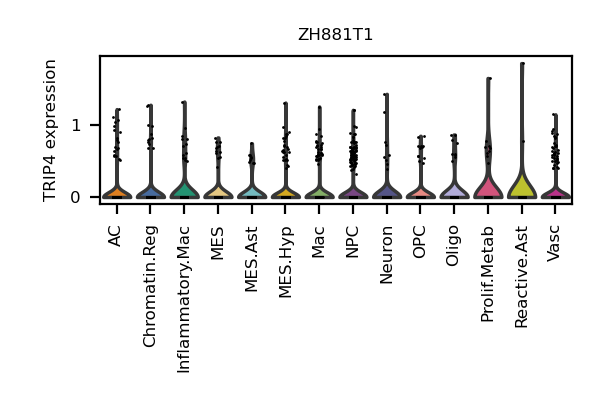 ZH881T1
TRIP4 expression
1
0
AC
Chromatin.Reg
Inflammatory.Mac
MES
MES.Ast
MES.Hyp
Mac
NPC
Neuron
OPC
Oligo
Prolif.Metab
Reactive.Ast
Vasc